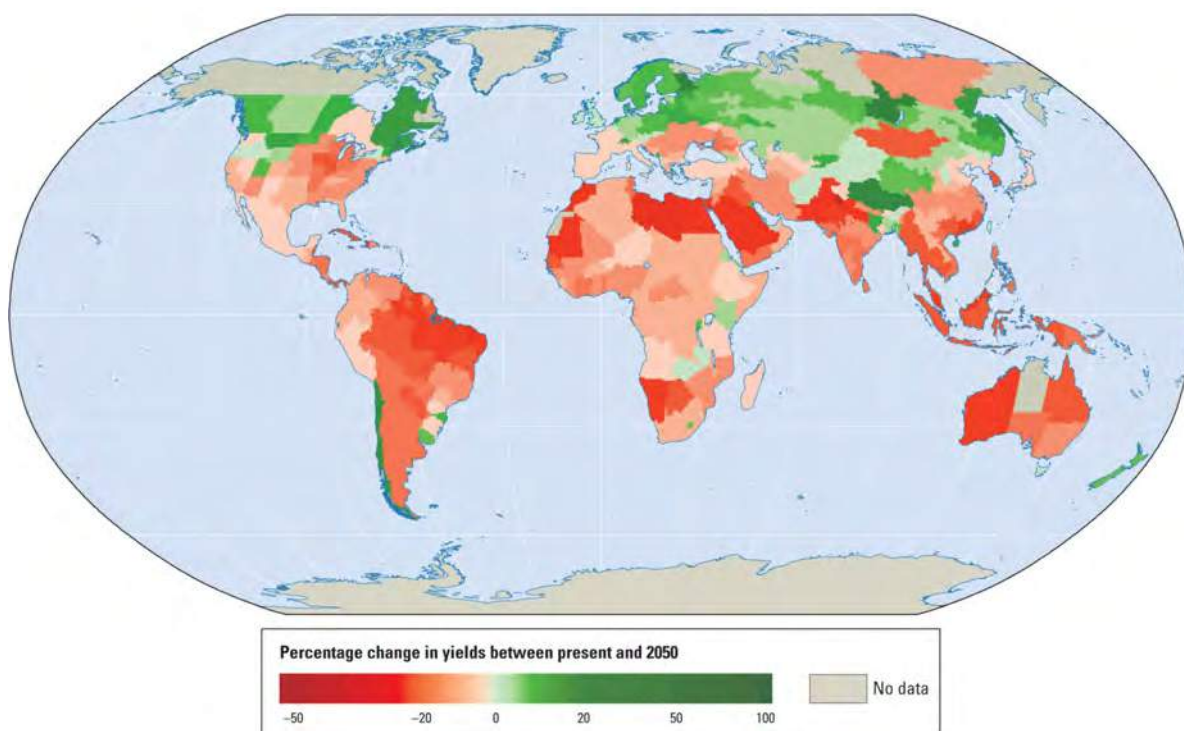 Percentage change in yields between present and 2050
No data
−50 −20 0 20 50 100